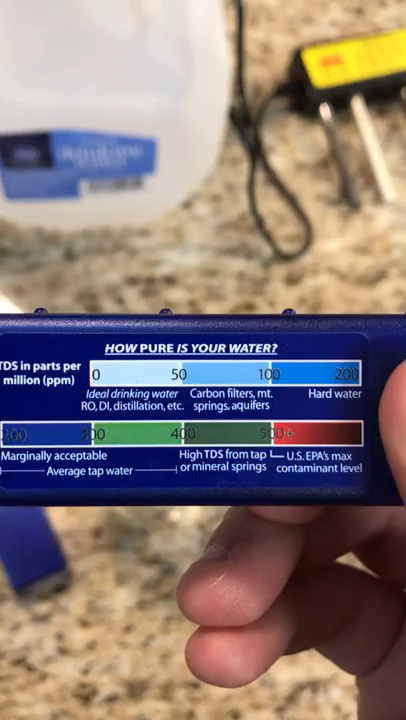 HOW PURE IS YOUR WATER?
TDS in parts per
million (ppm)
0 50 100 200
Ideal drinking water
RO, DI, distillation, etc.
Carbon filters, mt.
springs, aquifers
Hard water
200 300 400 500+
Marginally acceptable
Average tap water
High TDS from tap
or mineral springs
U.S. EPA's max
contaminant level